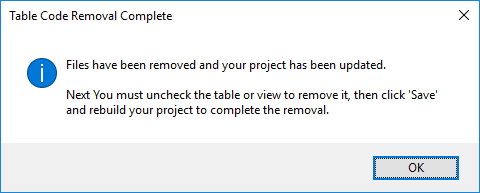 Table Code Removal Complete
Files have been removed and your project has been updated.
Next You must uncheck the table or view to remove it, then click 'Save'
and rebuild your project to complete the removal.
OK